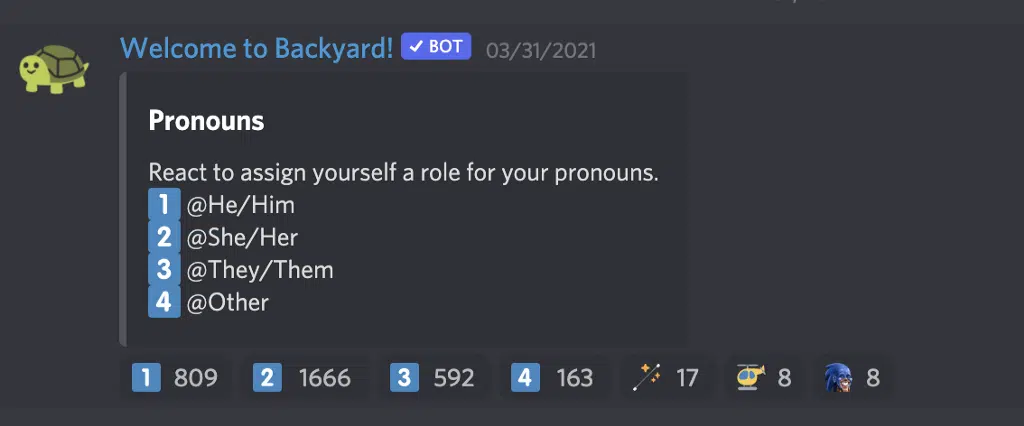 Welcome to Backyard! ✓ BOT 03/31/2021
Pronouns
React to assign yourself a role for your pronouns.
1 @He/Him
2 @She/Her
3 @They/Them
4 @Other
1 809 2 1666 3 592 4 163 17 8 8